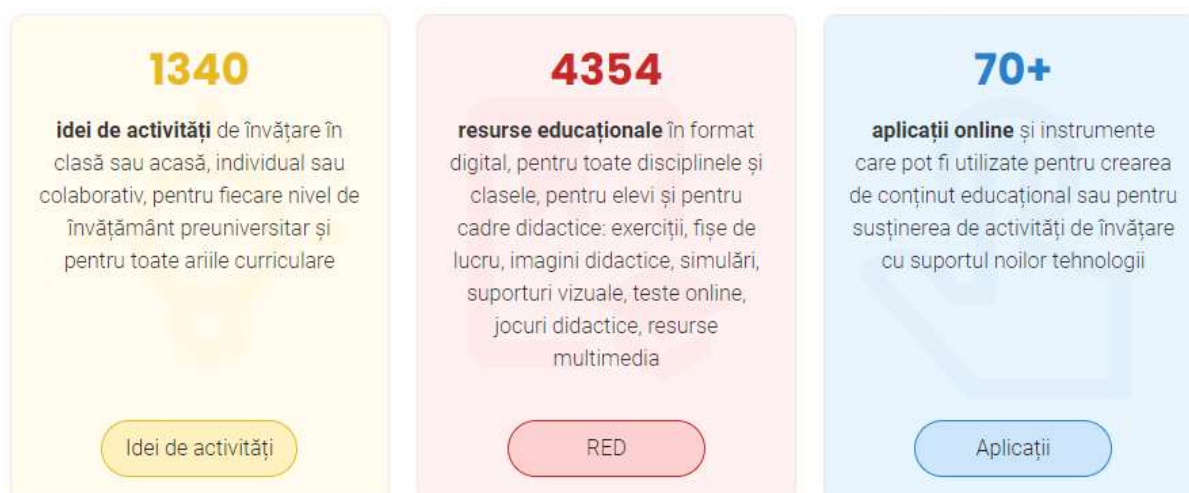 1340
idei de activități de învățare în
clasă sau acasă, individual sau
colaborativ, pentru fiecare nivel de
învățământ preuniversitar și
pentru toate ariile curriculare
Idei de activități
4354
resurse educaționale în format
digital, pentru toate disciplinele și
clasele, pentru elevi și pentru
cadre didactice: exerciții, fișe de
lucru, imagini didactice, simulări,
suporturi vizuale, teste online,
jocuri didactice, resurse
multimedia
RED
70+
aplicații online și instrumente
care pot fi utilizate pentru crearea
de conținut educațional sau pentru
susținerea de activități de învățare
cu suportul noilor tehnologii
Aplicații